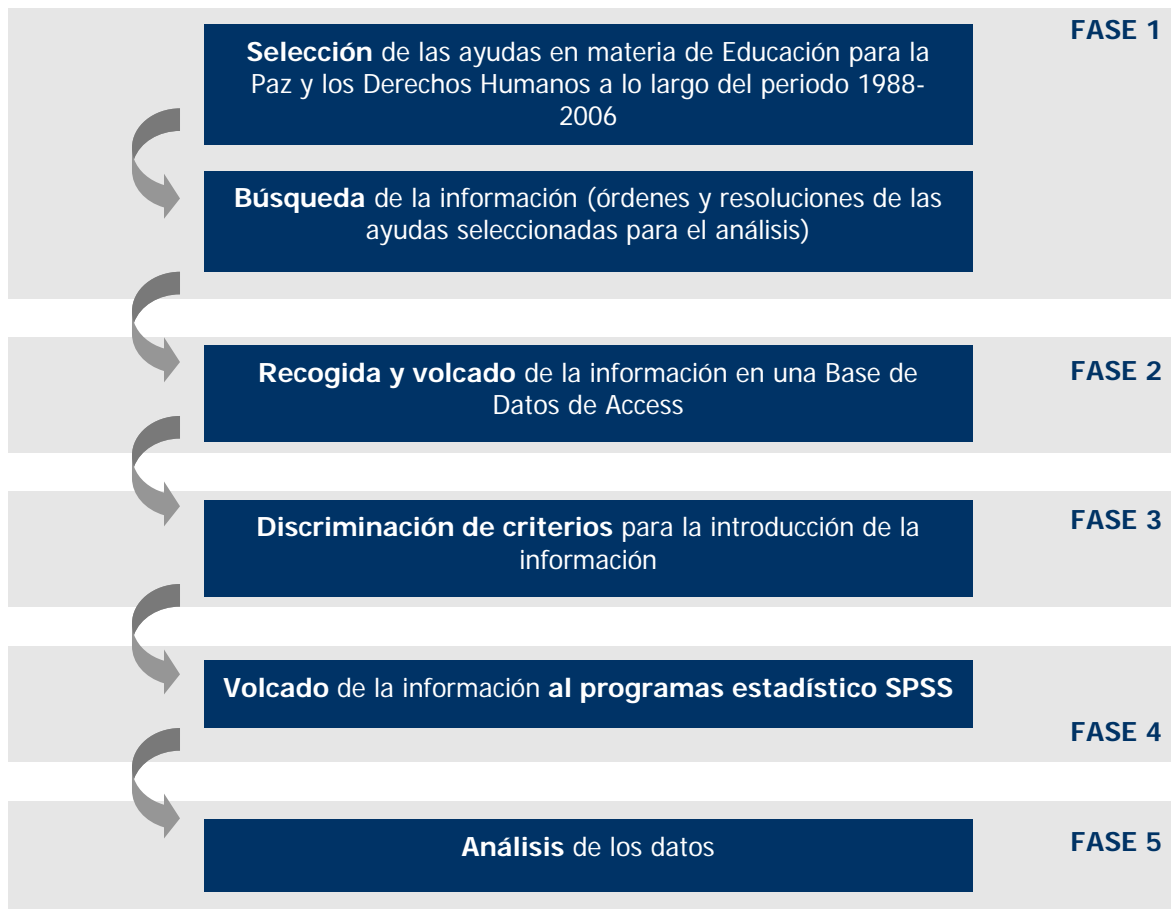 FASE 1
Selección de las ayudas en materia de Educación para la
Paz y los Derechos Humanos a lo largo del periodo 1988-
2006
Búsqueda de la información (órdenes y resoluciones de las
ayudas seleccionadas para el análisis)
FASE 2
Recogida y volcado de la información en una Base de
Datos de Access
FASE 3
Discriminación de criterios para la introducción de la
información
Volcado de la información al programas estadístico SPSS
FASE 4
Análisis de los datos
FASE 5